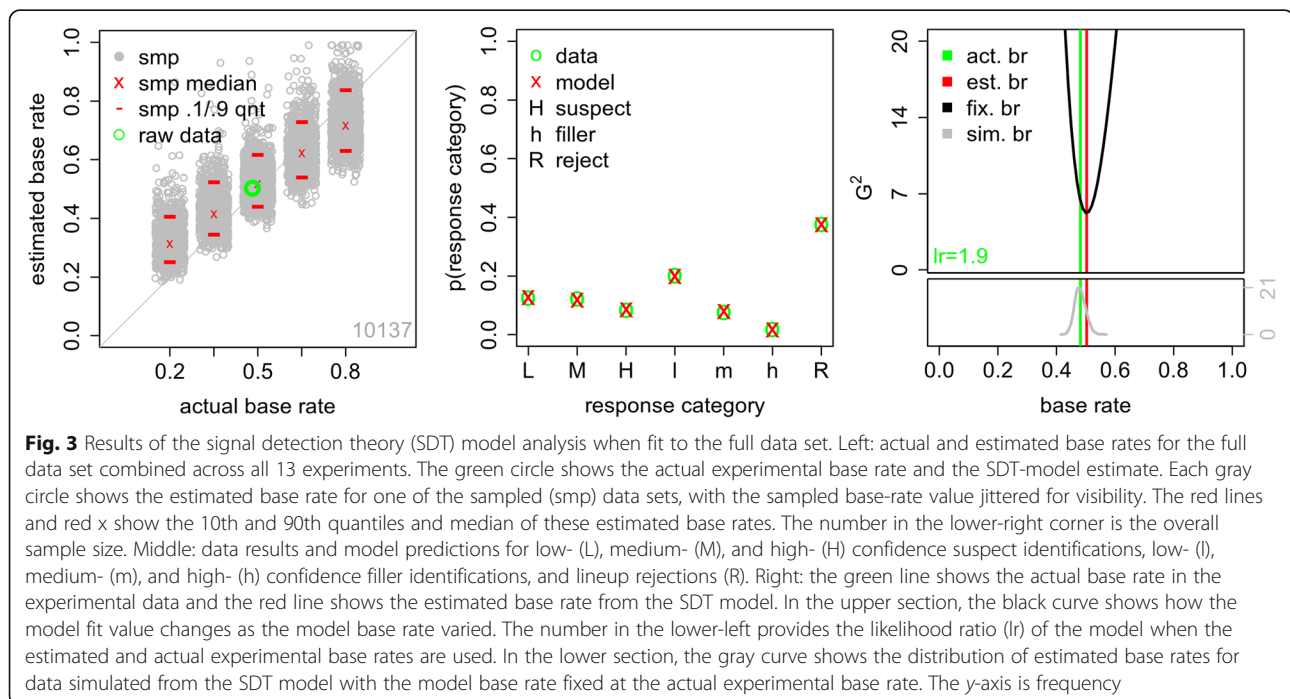 1.0
0.8
0.6
0.4
0.2
0.0
estimated base rate
smp
x smp median
- smp .1/.9 qnt
raw data
10137
0.2 0.5 0.8
actual base rate
1.0
0.8
0.6
0.4
0.2
0.0
p(response category)
o data
x model
H suspect
h filler
R reject
L M H l m h R
response category
20
14
7
0
G²
act. br
est. br
fix. br
sim. br
lr=1.9
21
0
0.0 0.2 0.4 0.6 0.8 1.0
base rate
Fig. 3 Results of the signal detection theory (SDT) model analysis when fit to the full data set. Left: actual and estimated base rates for the full
data set combined across all 13 experiments. The green circle shows the actual experimental base rate and the SDT-model estimate. Each gray
circle shows the estimated base rate for one of the sampled (smp) data sets, with the sampled base-rate value jittered for visibility. The red lines
and red x show the 10th and 90th quantiles and median of these estimated base rates. The number in the lower-right corner is the overall
sample size. Middle: data results and model predictions for low- (L), medium- (M), and high- (H) confidence suspect identifications, low- (l),
medium- (m), and high- (h) confidence filler identifications, and lineup rejections (R). Right: the green line shows the actual base rate in the
experimental data and the red line shows the estimated base rate from the SDT model. In the upper section, the black curve shows how the
model fit value changes as the model base rate varied. The number in the lower-left provides the likelihood ratio (lr) of the model when the
estimated and actual experimental base rates are used. In the lower section, the gray curve shows the distribution of estimated base rates for
data simulated from the SDT model with the model base rate fixed at the actual experimental base rate. The y-axis is frequency